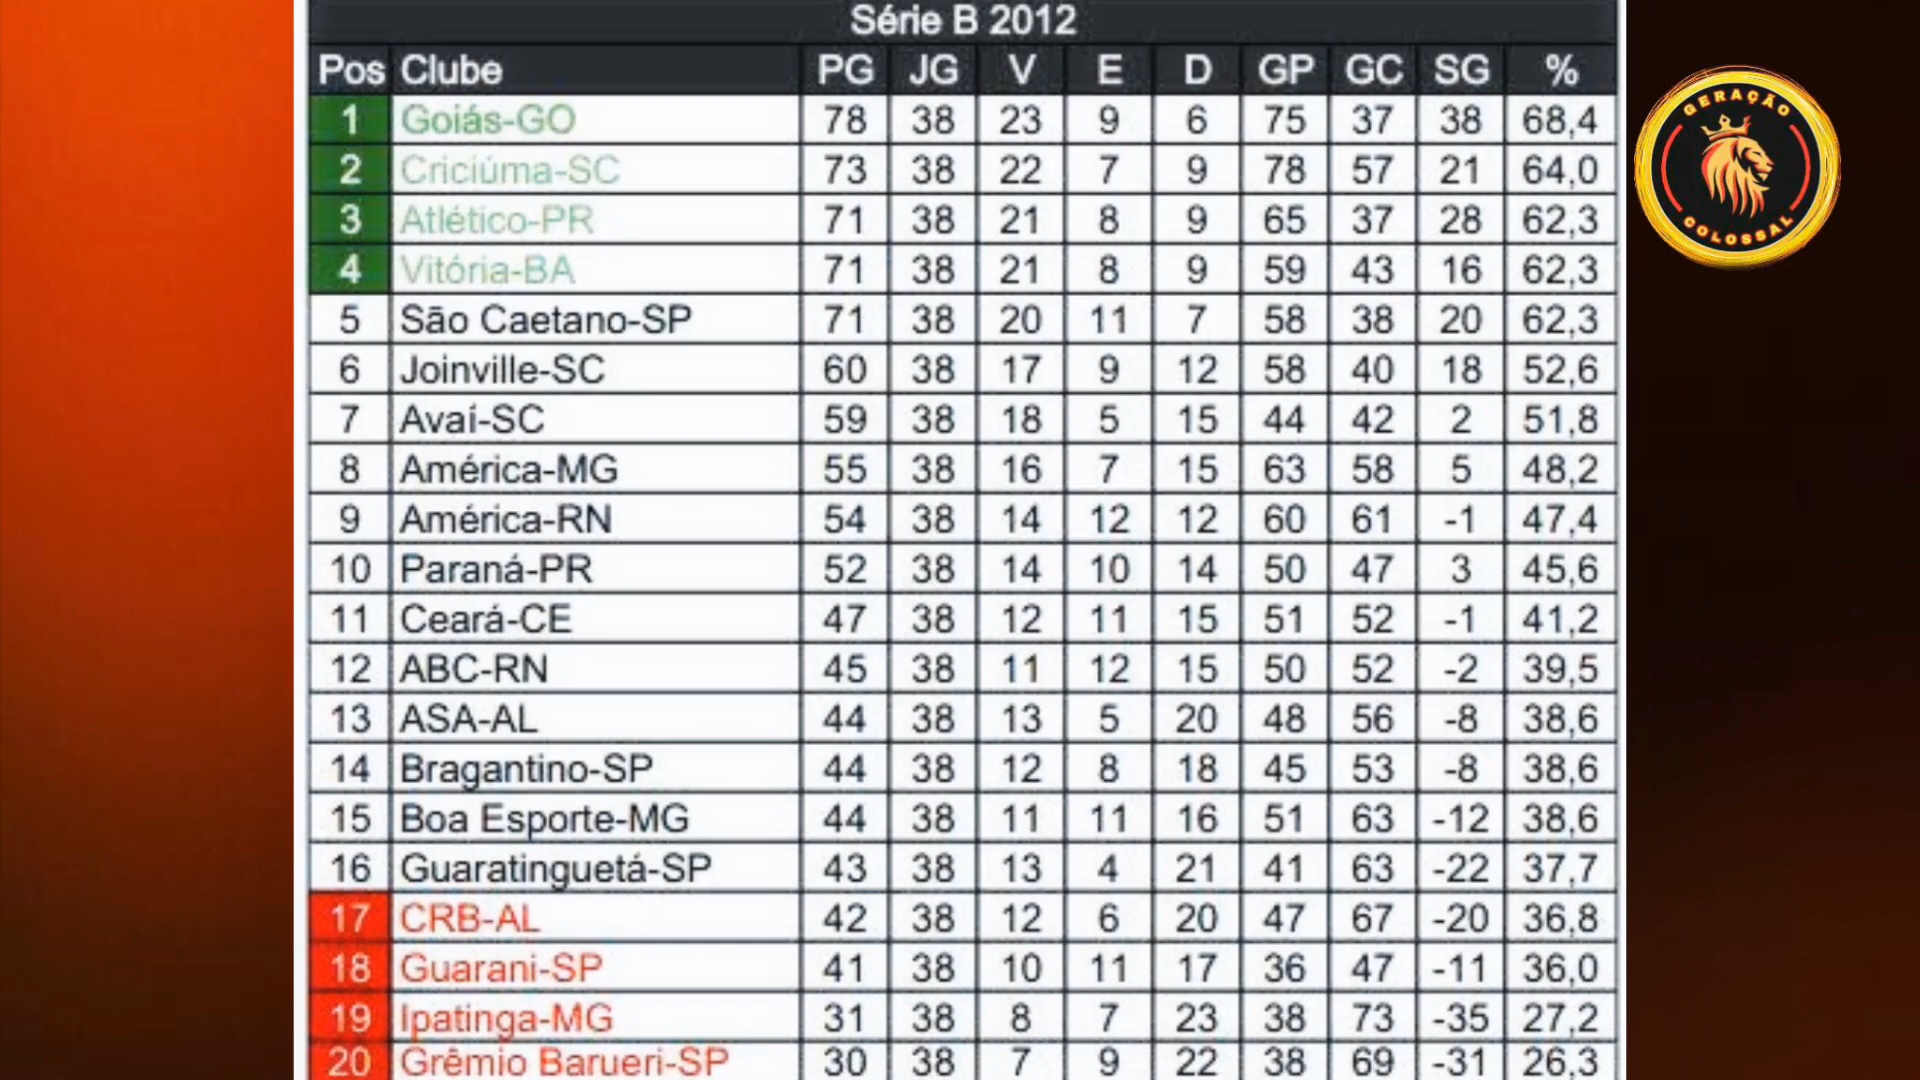 Série B 2012
Pos Clube PG JG V E D GP GC SG %
1 Goiás-GO 78 38 23 9 6 75 37 38 68,4
2 Criciúma-SC 73 38 22 7 9 78 57 21 64,0
3 Atlético-PR 71 38 21 8 9 65 37 28 62,3
4 Vitória-BA 71 38 21 8 9 59 43 16 62,3
5 São Caetano-SP 71 38 20 11 7 58 38 20 62,3
6 Joinville-SC 60 38 17 9 12 58 40 18 52,6
7 Avaí-SC 59 38 18 5 15 44 42 2 51,8
8 América-MG 55 38 16 7 15 63 58 5 48,2
9 América-RN 54 38 14 12 12 60 61 -1 47,4
10 Paraná-PR 52 38 14 10 14 50 47 3 45,6
11 Ceará-CE 47 38 12 11 15 51 52 -1 41,2
12 ABC-RN 45 38 11 12 15 50 52 -2 39,5
13 ASA-AL 44 38 13 5 20 48 56 -8 38,6
14 Bragantino-SP 44 38 12 8 18 45 53 -8 38,6
15 Boa Esporte-MG 44 38 11 11 16 51 63 -12 38,6
16 Guaratinguetá-SP 43 38 13 4 21 41 63 -22 37,7
17 CRB-AL 42 38 12 6 20 47 67 -20 36,8
18 Guarani-SP 41 38 10 11 17 36 47 -11 36,0
19 Ipatinga-MG 31 38 8 7 23 38 73 -35 27,2
20 Grêmio Barueri-SP 30 38 7 9 22 38 69 -31 26,3
GERAÇÃO
COLOSSAL